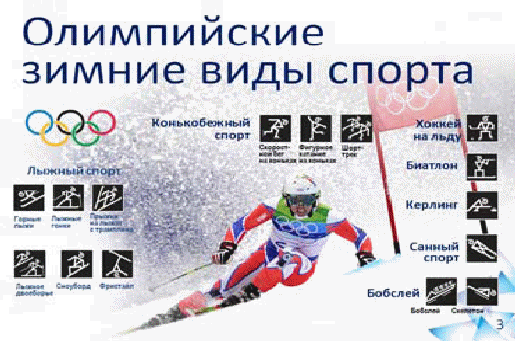 Олимпийские
зимние виды спорта
Конькобежный
спорт
Скорост-
ной бег
на коньках
Фигурное
катание
на коньках
Шорт-
трек
Хоккей
на льду
Биатлон
Керлинг
Санный
спорт
Бобслей
Бобслей
Скелетон
Лыжный спорт
Горные
лыжи
Лыжные
гонки
Прыжки
на лыжах
с трамплина
Лыжное
двоеборье
Сноуборд
Фристайл
3